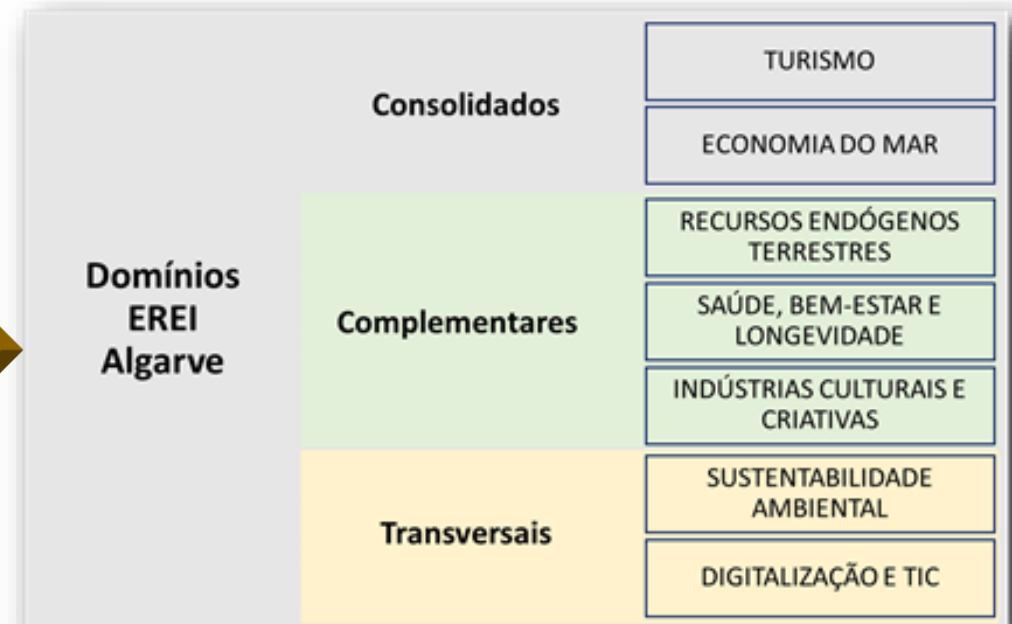 Domínios
EREI
Algarve
Consolidados
TURISMO
ECONOMIA DO MAR
Complementares
RECURSOS ENDÓGENOS
TERRESTRES
SAÚDE, BEM-ESTAR E
LONGEVIDADE
INDÚSTRIAS CULTURAIS E
CRIATIVAS
Transversais
SUSTENTABILIDADE
AMBIENTAL
DIGITALIZAÇÃO E TIC